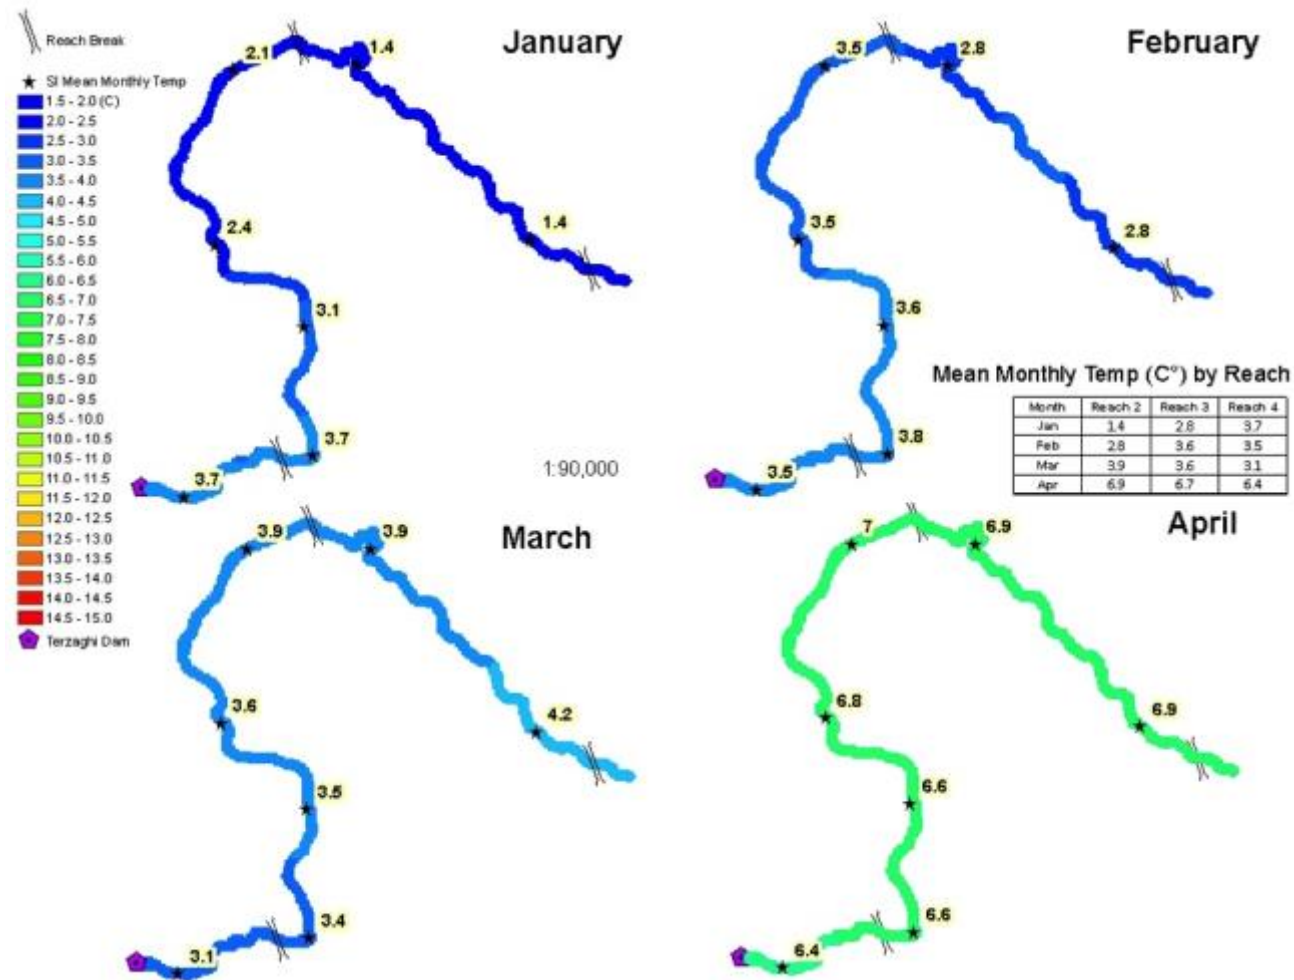 Reach Break
SI Mean Monthly Temp
1.5 - 2.0 (C)
2.0 - 2.5
2.5 - 3.0
3.0 - 3.5
3.5 - 4.0
4.0 - 4.5
4.5 - 5.0
5.0 - 5.5
5.5 - 6.0
6.0 - 6.5
6.5 - 7.0
7.0 - 7.5
7.5 - 8.0
8.0 - 8.5
8.5 - 9.0
9.0 - 9.5
9.5 - 10.0
10.0 - 10.5
10.5 - 11.0
11.0 - 11.5
11.5 - 12.0
12.0 - 12.5
12.5 - 13.0
13.0 - 13.5
13.5 - 14.0
14.0 - 14.5
14.5 - 15.0
Terzaghi Dam
January
2.1
1.4
2.4
1.4
3.1
3.7
3.7
1:90,000
February
3.5
2.8
3.5
2.8
3.6
3.8
3.5
Mean Monthly Temp (C°) by Reach
Month Reach 2 Reach 3 Reach 4
Jan 1.4 2.8 3.7
Feb 2.8 3.6 3.5
Mar 3.9 3.6 3.1
Apr 6.9 6.7 6.4
March
3.9
3.9
3.6
4.2
3.5
3.4
3.1
April
7
6.9
6.8
6.9
6.6
6.6
6.4